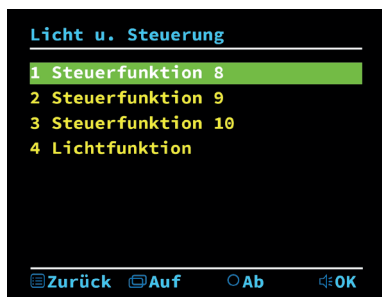 Licht u. Steuerung
1 Steuerfunktion 8
2 Steuerfunktion 9
3 Steuerfunktion 10
4 Lichtfunktion
Zurück Auf Ab OK